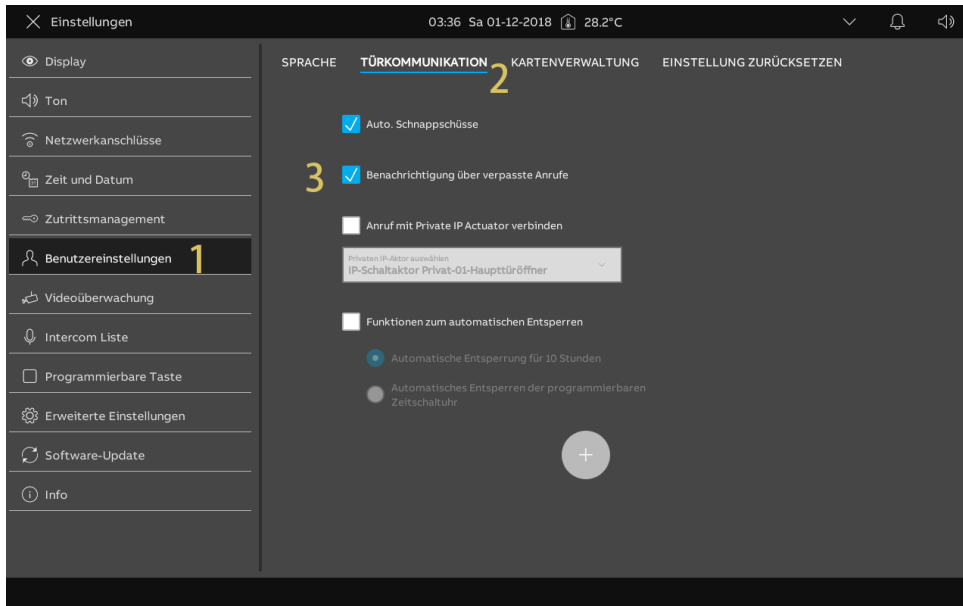 Einstellungen
03:36 Sa 01-12-2018 28.2°C
Display
Ton
Netzwerkanschlüsse
Zeit und Datum
Zutrittsmanagement
Benutzereinstellungen 1
Videoüberwachung
Intercom Liste
Programmierbare Taste
Erweiterte Einstellungen
Software-Update
Info
SPRACHE TÜRKOMMUNIKATION 2 KARTENVERWALTUNG EINSTELLUNG ZURÜCKSETZEN
Auto. Schnappschüsse
3 Benachrichtigung über verpasste Anrufe
Anruf mit Private IP Actuator verbinden
Privaten IP-Aktor auswählen
IP-Schaltaktor Privat-01-Haupttüröffner
Funktionen zum automatischen Entsperren
Automatische Entsperrung für 10 Stunden
Automatisches Entsperren der programmierbaren
Zeitschaltuhr